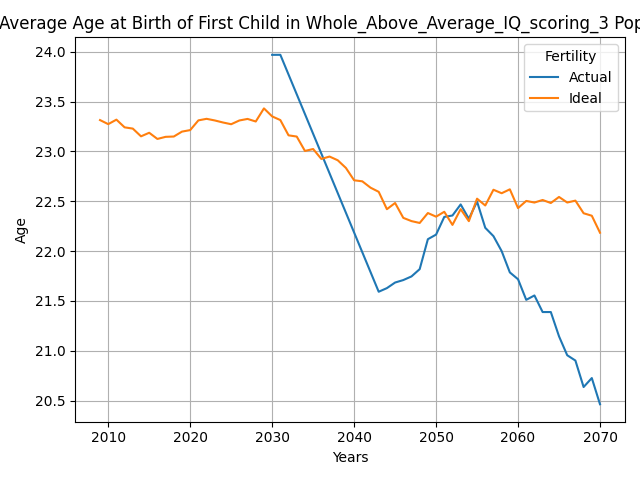 Average Age at Birth of First Child in Whole_Above_Average_IQ_scoring_3 Pop
Fertility
Actual
Ideal
24.0
23.5
23.0
22.5
22.0
21.5
21.0
20.5
Age
2010 2020 2030 2040 2050 2060 2070
Years